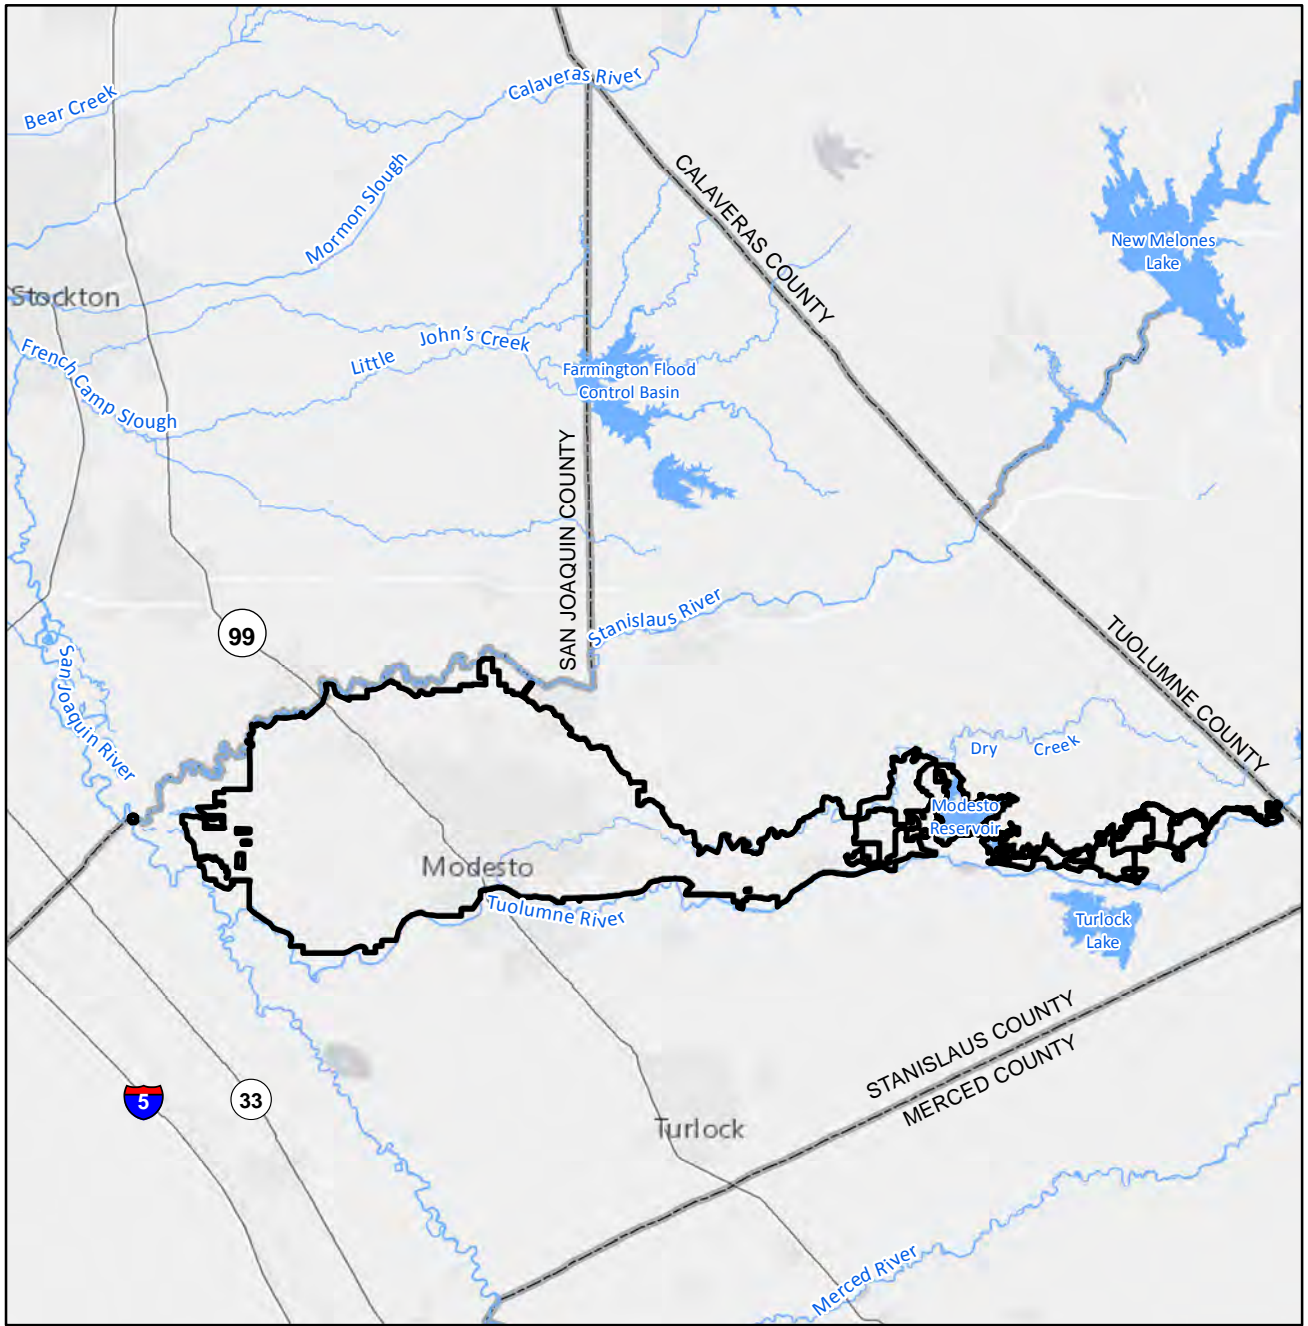 Calaveras River
Bear Creek
Mormon Slough
CALAVERAS COUNTY
New Melones
Lake
Stockton
French Camp Slough
Little John's Creek
Farmington Flood
Control Basin
SAN JOAQUIN COUNTY
Stanislaus River
99
TUOLUMNE COUNTY
San Joaquin River
Dry Creek
Modesto
Reservoir
Modesto
Tuolumne River
Turlock
Lake
STANISLAUS COUNTY
MERCED COUNTY
5
33
Turlock
Merced River